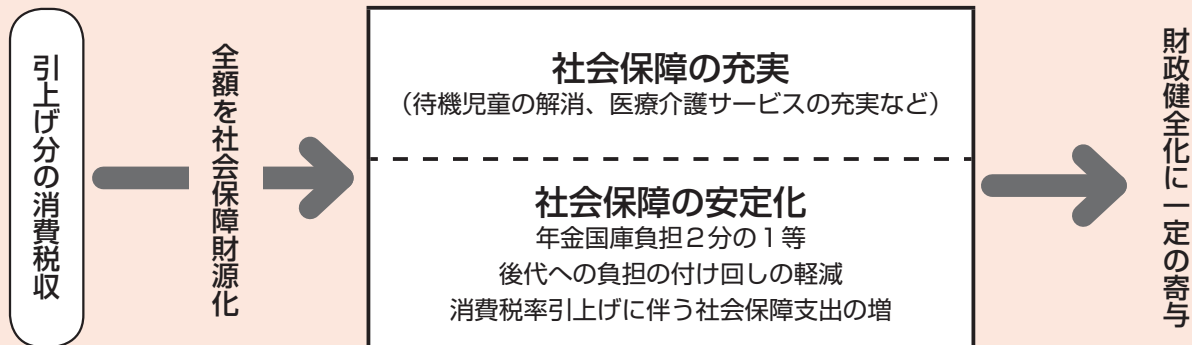 引上げ分の消費税収
全額を社会保障財源化
社会保障の充実
（待機児童の解消、医療介護サービスの充実など）
社会保障の安定化
年金国庫負担２分の１等
後代への負担の付け回しの軽減
消費税率引上げに伴う社会保障支出の増
財政健全化に一定の寄与